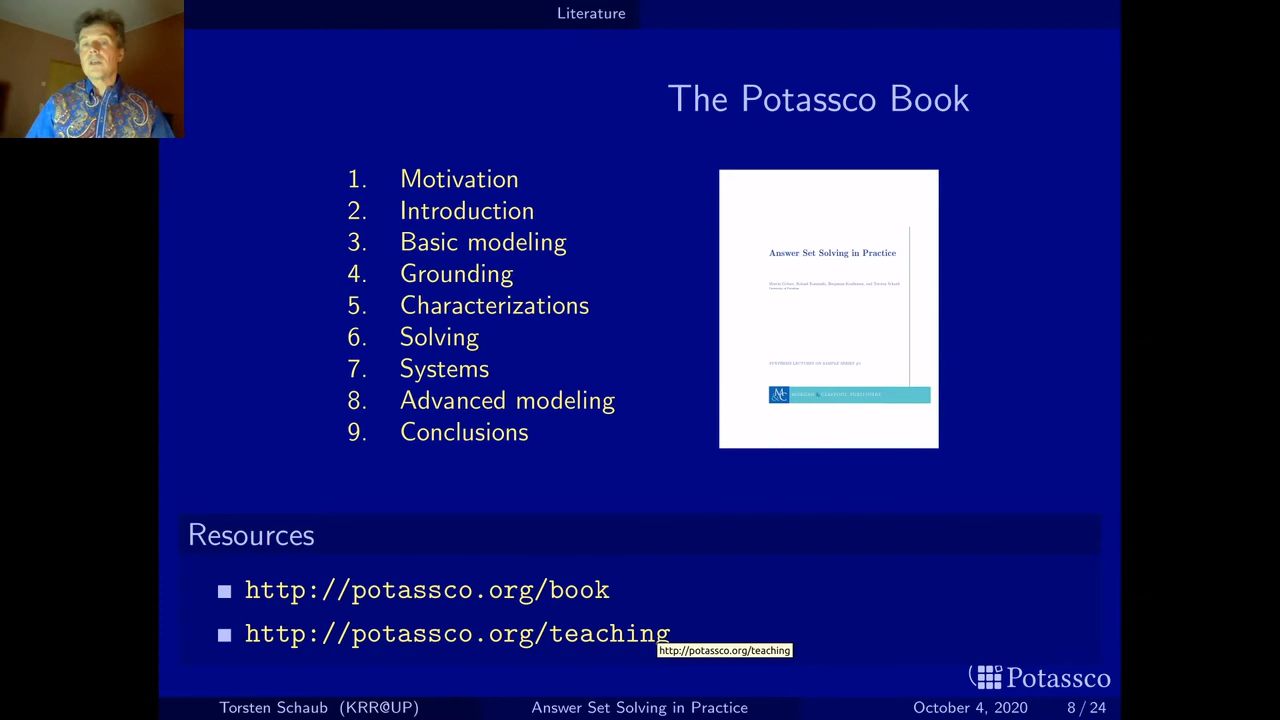 Literature
The Potassco Book
1. Motivation
2. Introduction
3. Basic modeling
4. Grounding
5. Characterizations
6. Solving
7. Systems
8. Advanced modeling
9. Conclusions
Answer Set Solving in Practice
MORGAN & CLAYPOOL PUBLISHERS
Resources
http://potassco.org/book
http://potassco.org/teaching
http://potassco.org/teaching
Potassco
Torsten Schaub (KRR@UP)
Answer Set Solving in Practice
October 4, 2020
8 / 24